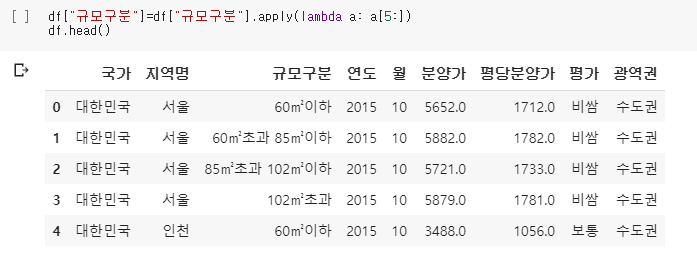 [ ] df["규모구분"]=df["규모구분"].apply(lambda a: a[5:])
df.head()
국가 지역명 규모구분 연도 월 분양가 평당분양가 평가 광역권
0 대한민국 서울 60㎡이하 2015 10 5652.0 1712.0 비쌈 수도권
1 대한민국 서울 60㎡초과 85㎡이하 2015 10 5882.0 1782.0 비쌈 수도권
2 대한민국 서울 85㎡초과 102㎡이하 2015 10 5721.0 1733.0 비쌈 수도권
3 대한민국 서울 102㎡초과 2015 10 5879.0 1781.0 비쌈 수도권
4 대한민국 인천 60㎡이하 2015 10 3488.0 1056.0 보통 수도권